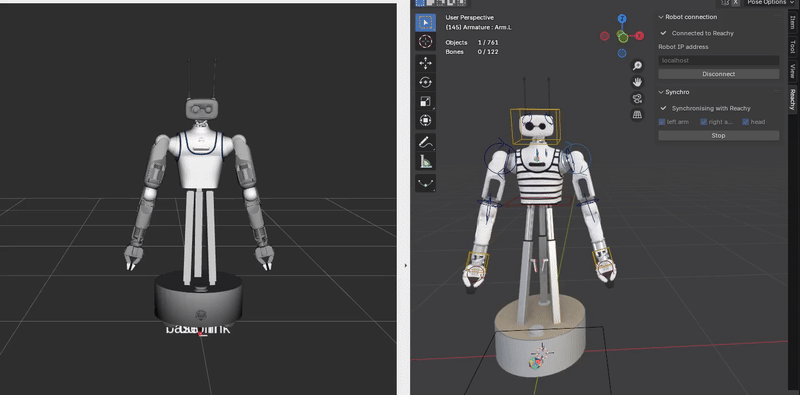 Pose Options
User Perspective
(145) Armature : Arm.L
Objects 1 / 761
Bones 0 / 122
Robot connection
Connected to Reachy
Robot IP address
localhost
Disconnect
Synchro
Synchronising with Reachy
left arm
right a...
head
Stop
Item
Tool
View
Reachy
Z